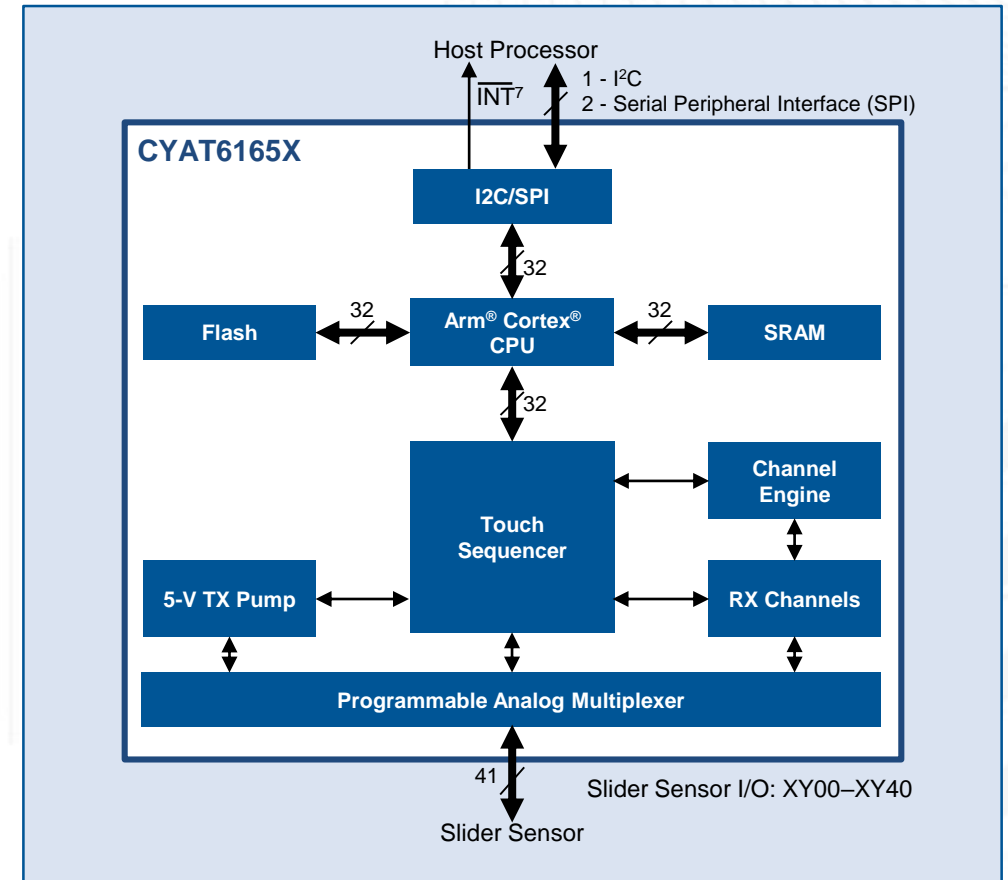 Host Processor
INT⁷
1 - I²C
2 - Serial Peripheral Interface (SPI)
CYAT6165X
I2C/SPI
32
Flash
32
Arm® Cortex®
CPU
32
SRAM
32
Touch
Sequencer
Channel
Engine
5-V TX Pump
RX Channels
Programmable Analog Multiplexer
41
Slider Sensor I/O: XY00–XY40
Slider Sensor